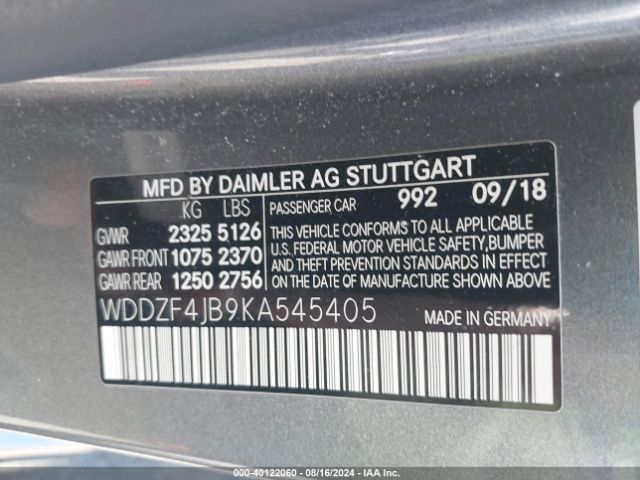 MFD BY DAIMLER AG STUTTGART
KG LBS
PASSENGER CAR 992 09/18
GVWR 2325 5126
GAWR FRONT 1075 2370
GAWR REAR 1250 2756
THIS VEHICLE CONFORMS TO ALL APPLICABLE
U.S. FEDERAL MOTOR VEHICLE SAFETY, BUMPER
AND THEFT PREVENTION STANDARDS IN EFFECT
ON THE DATE OF MANUFACTURE SHOWN ABOVE.
WDDZF4JB9KA545405 MADE IN GERMANY
© COPART-40122060 - 08/16/2024 - IAA Inc.